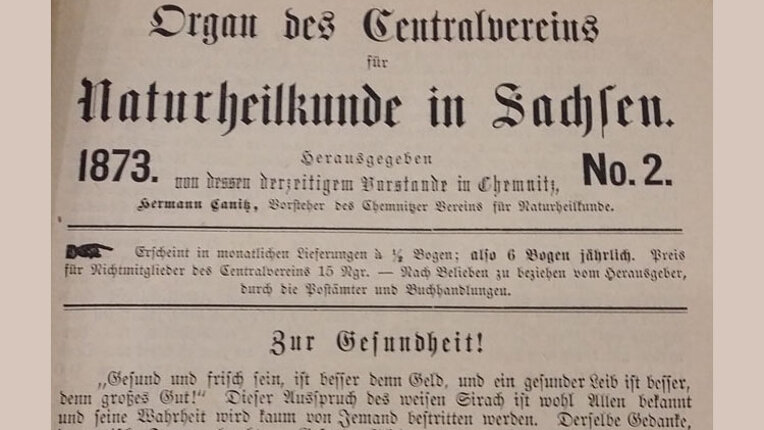 Organ des Centralvereins
für
Naturheilkunde in Sachſen.
1873.
Herausgegeben
No. 2.
von deſſen derzeitigem Vorſtande in Chemnitz,
Hermann Canitz, Vorſteher des Chemnitzer Vereins für Naturheilkunde.
Erſcheint in monatlichen Lieferungen à ½ Bogen; alſo 6 Bogen jährlich. Preis
für Nichtmitglieder des Centralvereins 15 Ngr. — Nach Belieben zu beziehen vom Herausgeber,
durch die Poſtämter und Buchhandlungen.
Zur Geſundheit!
„Geſund und friſch ſein, iſt beſſer denn Geld, und ein geſunder Leib iſt beſſer,
denn großes Gut!“ Dieſer Ausſpruch des weiſen Sirach iſt wohl Allen bekannt
und ſeine Wahrheit wird kaum von Jemand beſtritten werden. Derſelbe Gedanke,